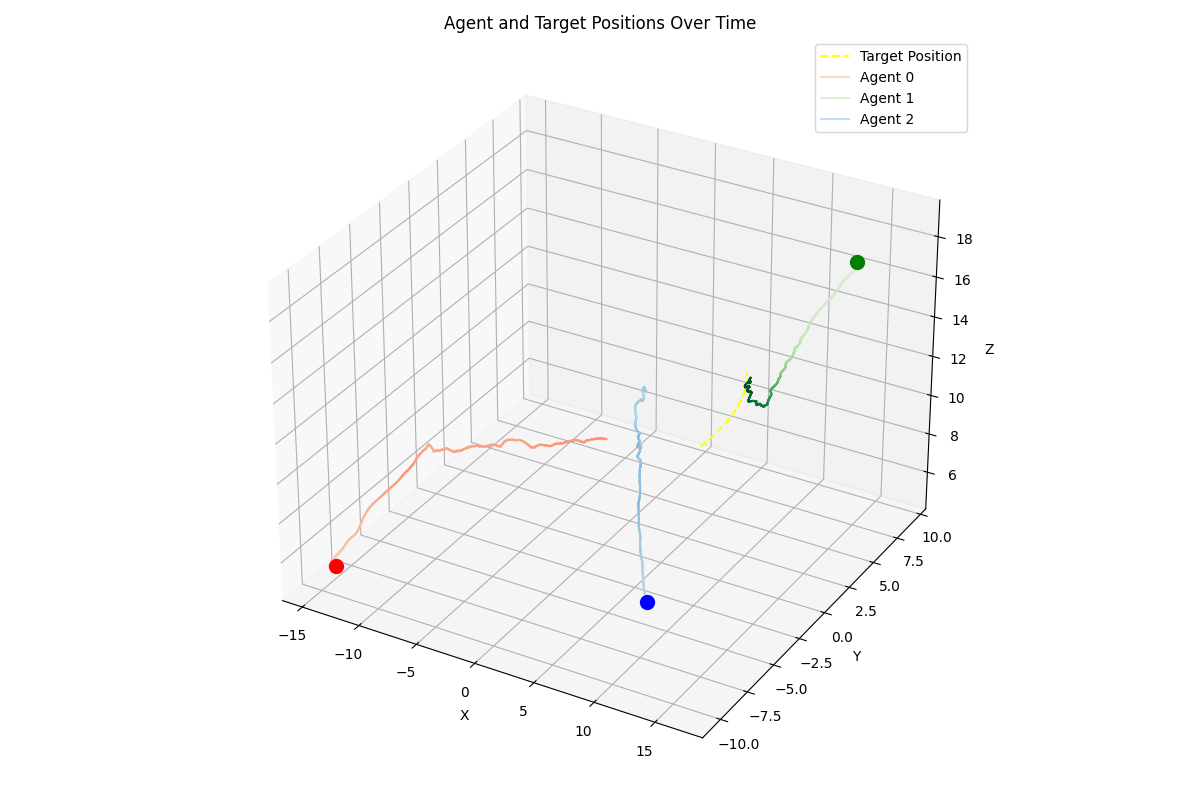 Agent and Target Positions Over Time
Target Position
Agent 0
Agent 1
Agent 2
18
16
14
12
10
8
6
Z
10.0
7.5
5.0
2.5
0.0
−2.5
−5.0
−7.5
−10.0
Y
−15
−10
−5
0
5
10
15
X